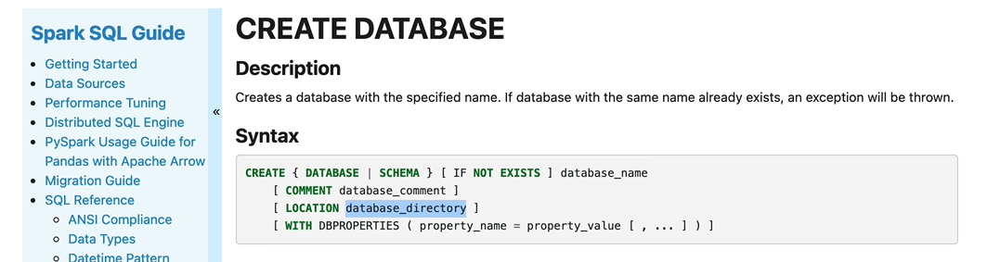 Spark SQL Guide
Getting Started
Data Sources
Performance Tuning
Distributed SQL Engine
PySpark Usage Guide for
Pandas with Apache Arrow
Migration Guide
SQL Reference
ANSI Compliance
Data Types
Datetime Pattern
«
CREATE DATABASE
Description
Creates a database with the specified name. If database with the same name already exists, an exception will be thrown.
Syntax
CREATE { DATABASE | SCHEMA } [ IF NOT EXISTS ] database_name
[ COMMENT database_comment ]
[ LOCATION database_directory ]
[ WITH DBPROPERTIES ( property_name = property_value [ , ... ] ) ]